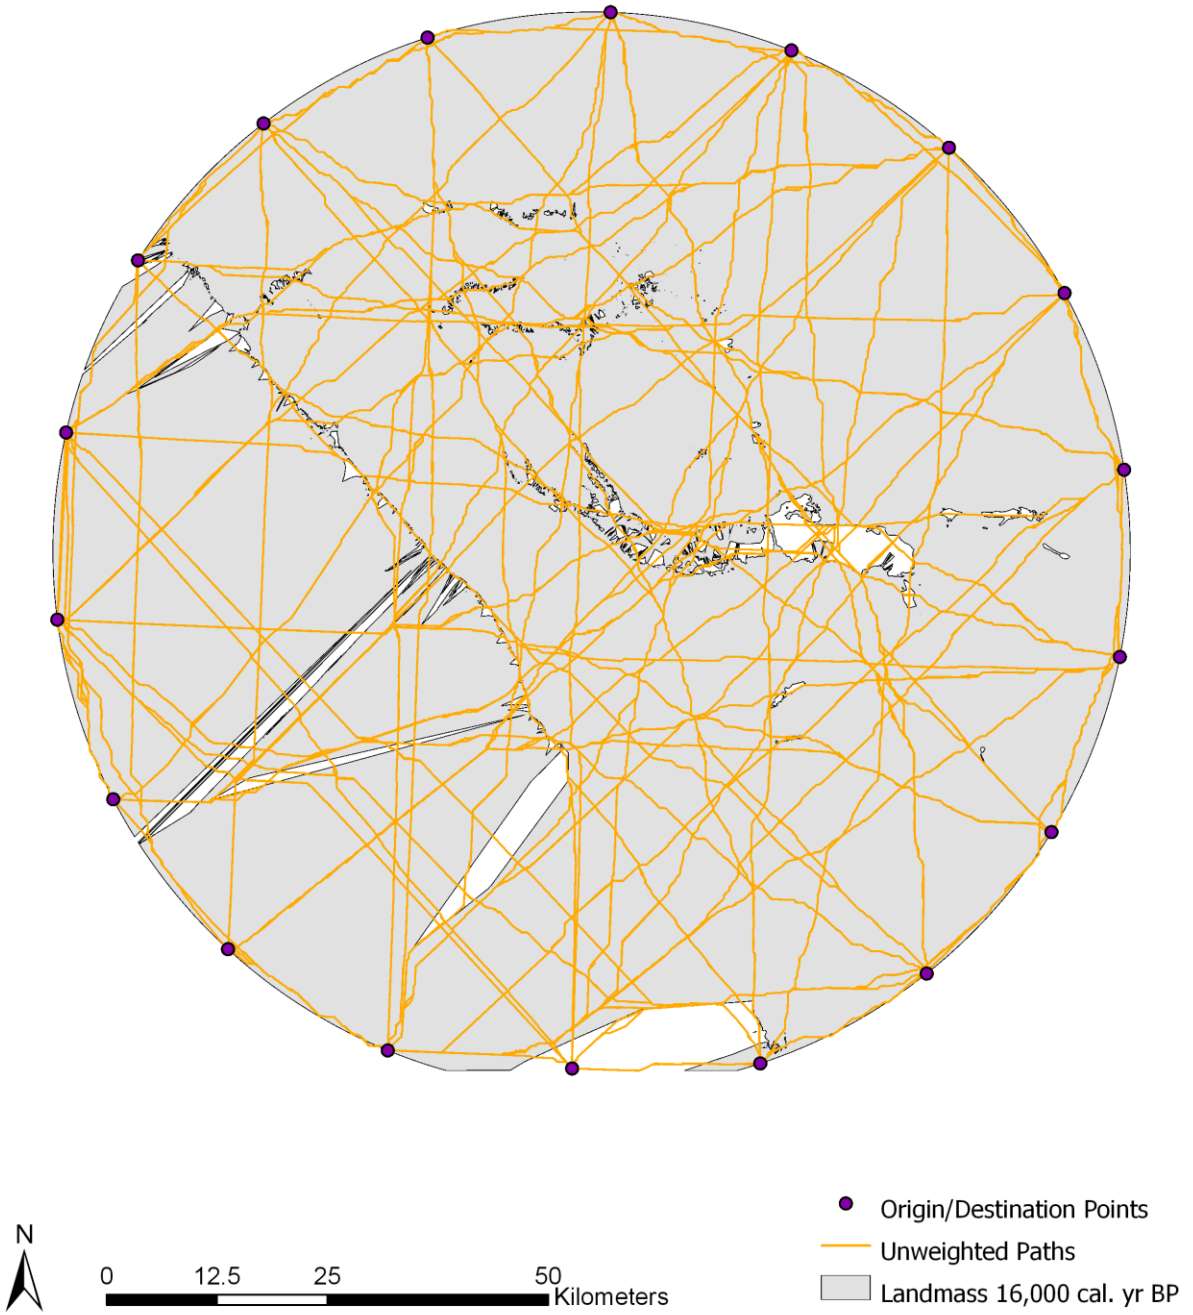 Origin/Destination Points
Unweighted Paths
Landmass 16,000 cal. yr BP
N
0 12.5 25 50
Kilometers